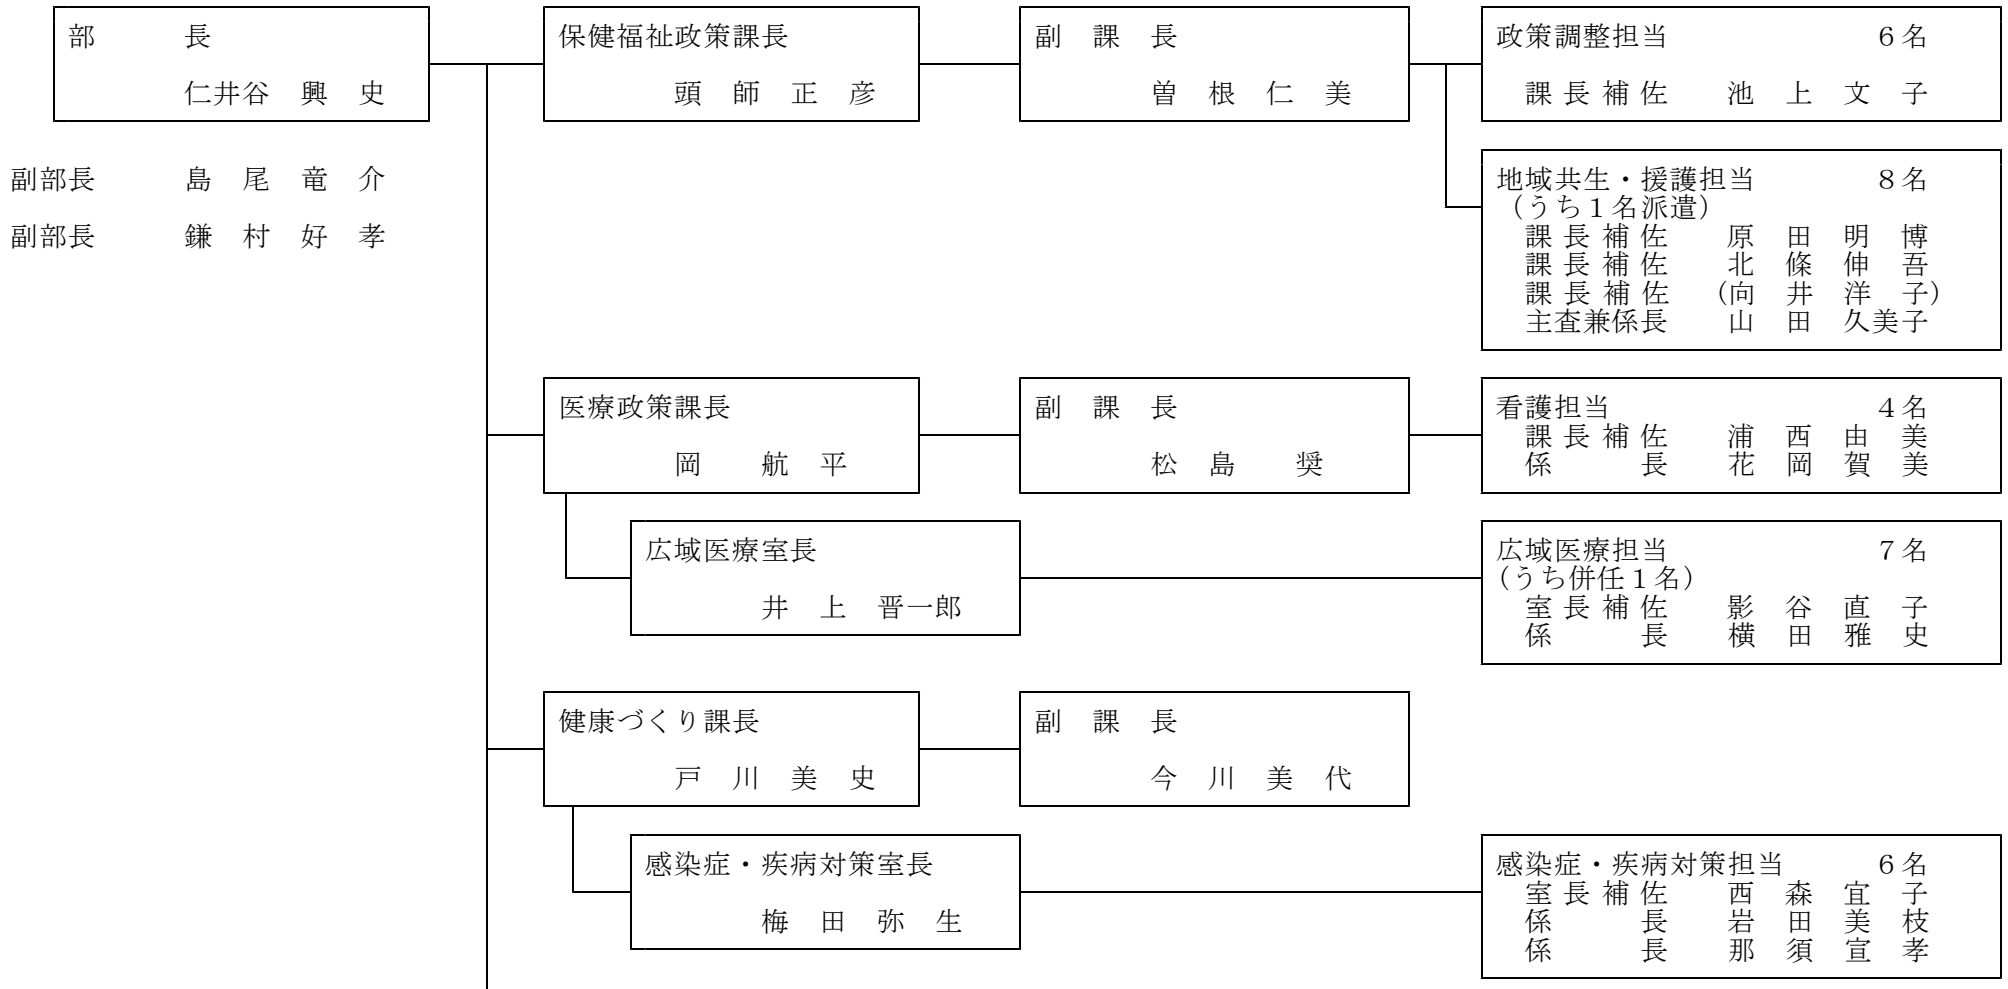 部　　長
仁井谷　興　史
副部長　島　尾　竜　介
副部長　鎌　村　好　孝
保健福祉政策課長
頭　師　正　彦
副　課　長
曽　根　仁　美
政策調整担当　６名
課長補佐　池　上　文　子
地域共生・援護担当　８名
（うち１名派遣）
課長補佐　原　田　明　博
課長補佐　北　條　伸　吾
課長補佐　（向　井　洋　子）
主査兼係長　山　田　久美子
医療政策課長
岡　　航　平
副　課　長
松　島　　奨
看護担当　４名
課長補佐　浦　西　由　美
係　　長　花　岡　賀　美
広域医療室長
井　上　晋一郎
広域医療担当　７名
（うち併任１名）
室長補佐　影　谷　直　子
係　　長　横　田　雅　史
健康づくり課長
戸　川　美　史
副　課　長
今　川　美　代
感染症・疾病対策室長
梅　田　弥　生
感染症・疾病対策担当　６名
室長補佐　西　森　宜　子
係　　長　岩　田　美　枝
係　　長　那　須　宣　孝